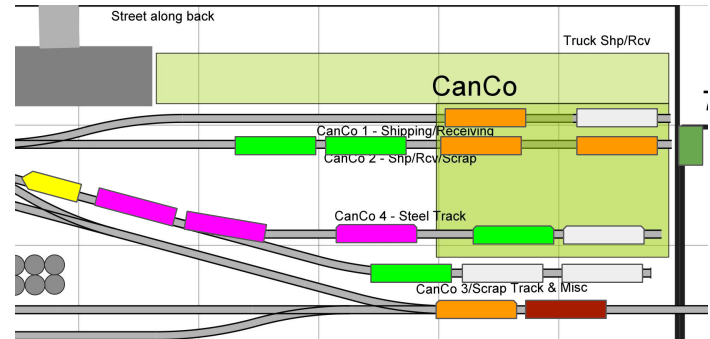 Street along back
Truck Shp/Rcv
CanCo
CanCo 1 - Shipping/Receiving
CanCo 2 - Shp/Rcv/Scrap
CanCo 4 - Steel Track
CanCo 3/Scrap Track & Misc